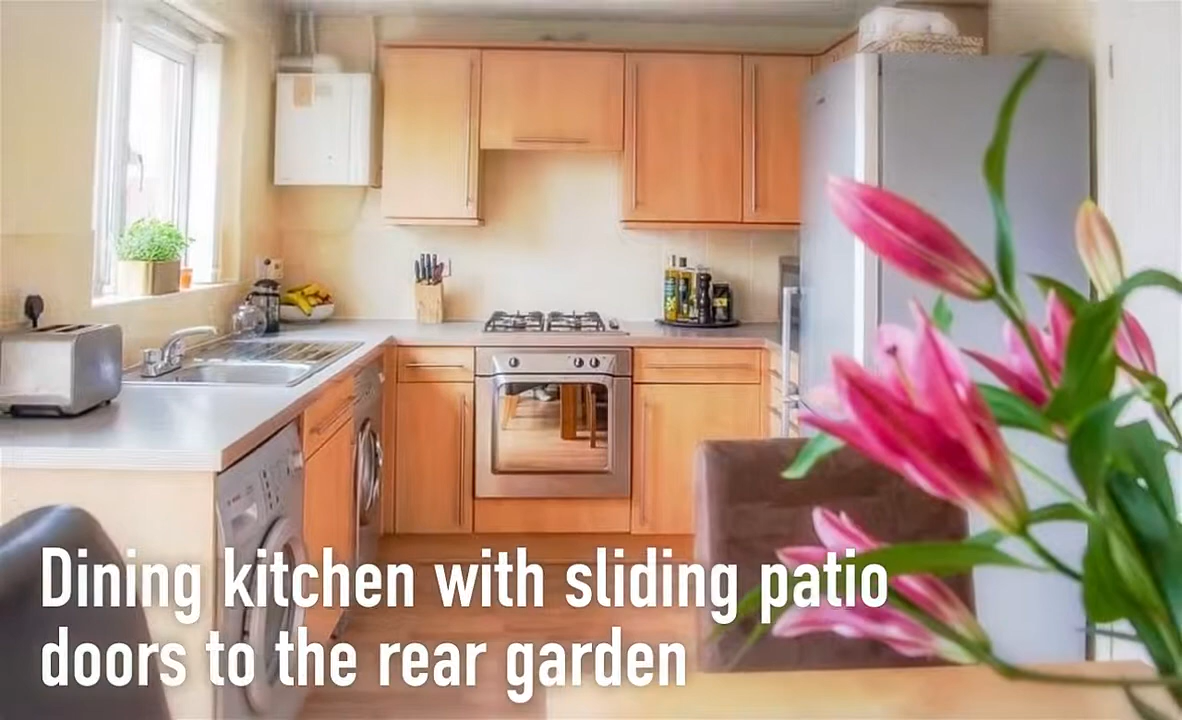 Dining kitchen with sliding patio
doors to the rear garden